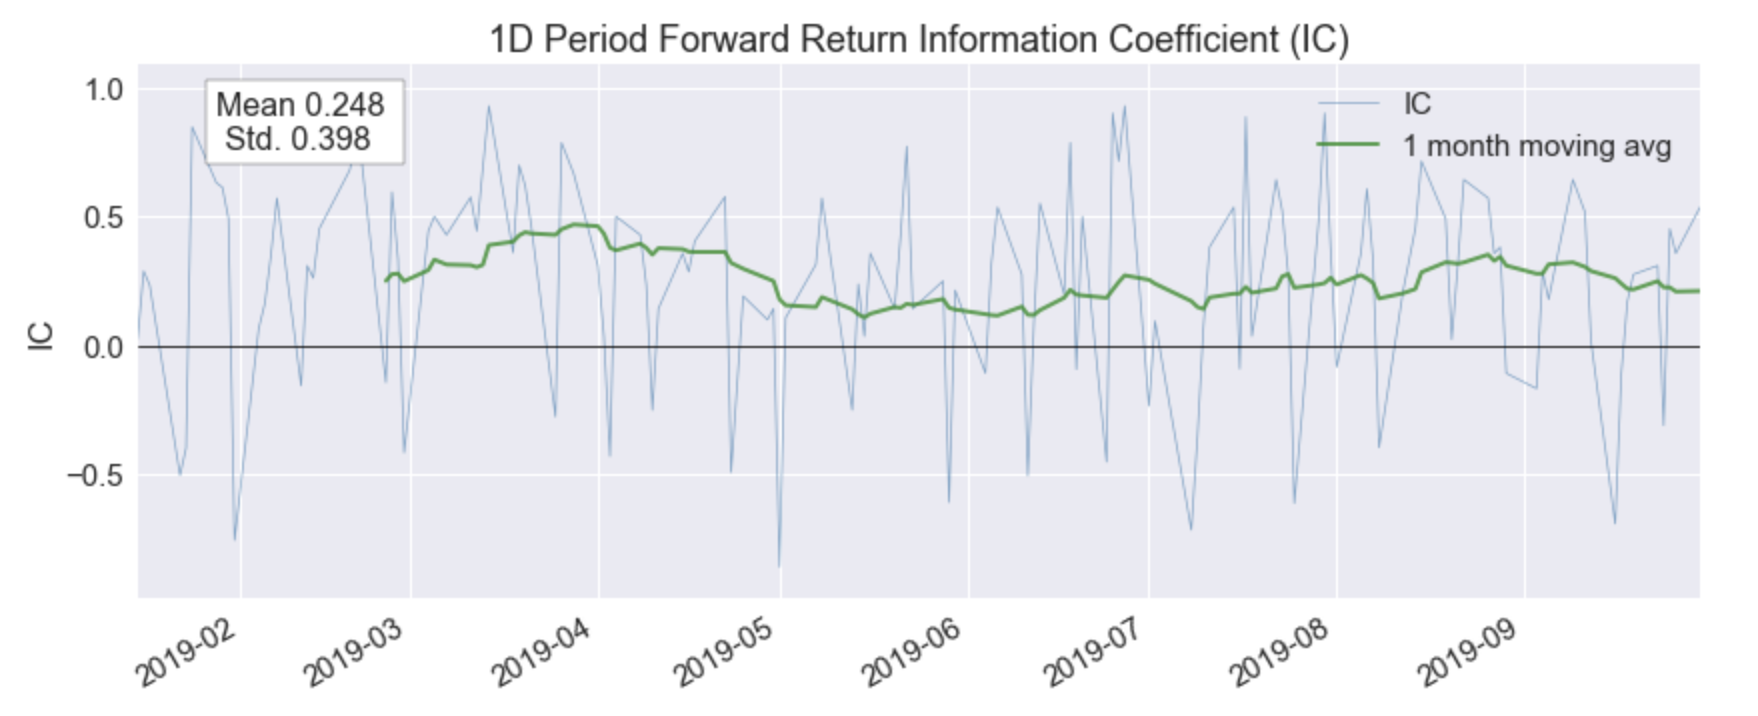 1D Period Forward Return Information Coefficient (IC)
Mean 0.248
Std. 0.398
IC
1 month moving avg
1.0
0.5
0.0
−0.5
IC
2019-02
2019-03
2019-04
2019-05
2019-06
2019-07
2019-08
2019-09